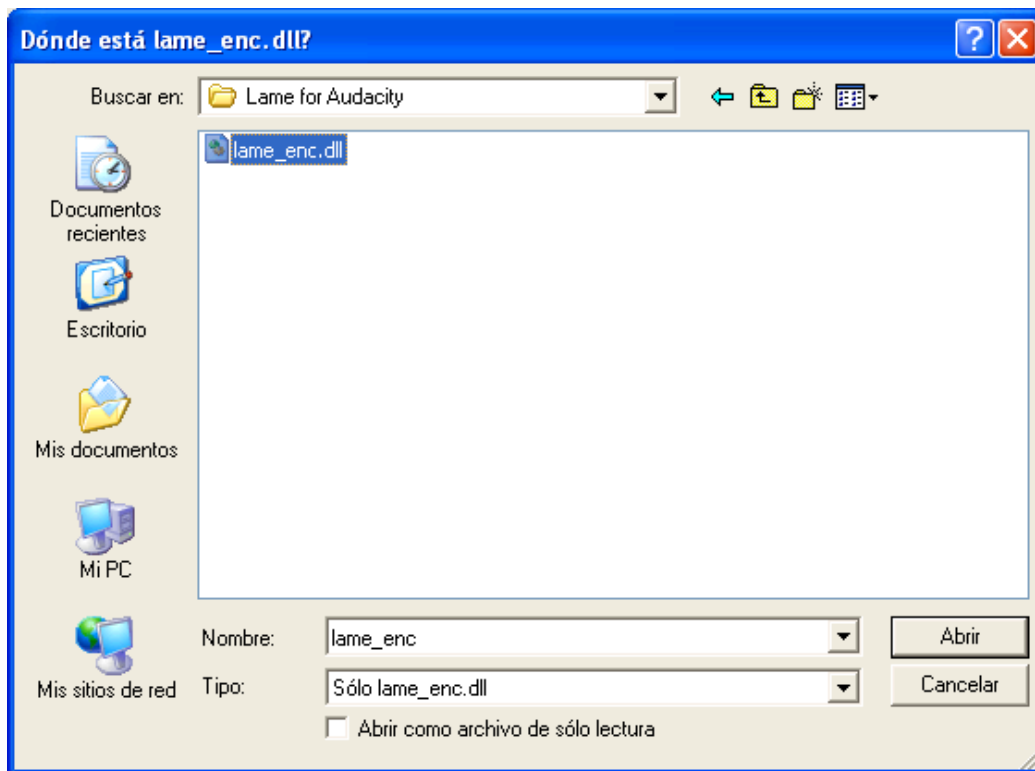 Dónde está lame_enc.dll?
Buscar en: Lame for Audacity
lame_enc.dll
Documentos
recientes
Escritorio
Mis documentos
Mi PC
Mis sitios de red
Nombre: lame_enc Abrir
Tipo: Sólo lame_enc.dll Cancelar
Abrir como archivo de sólo lectura